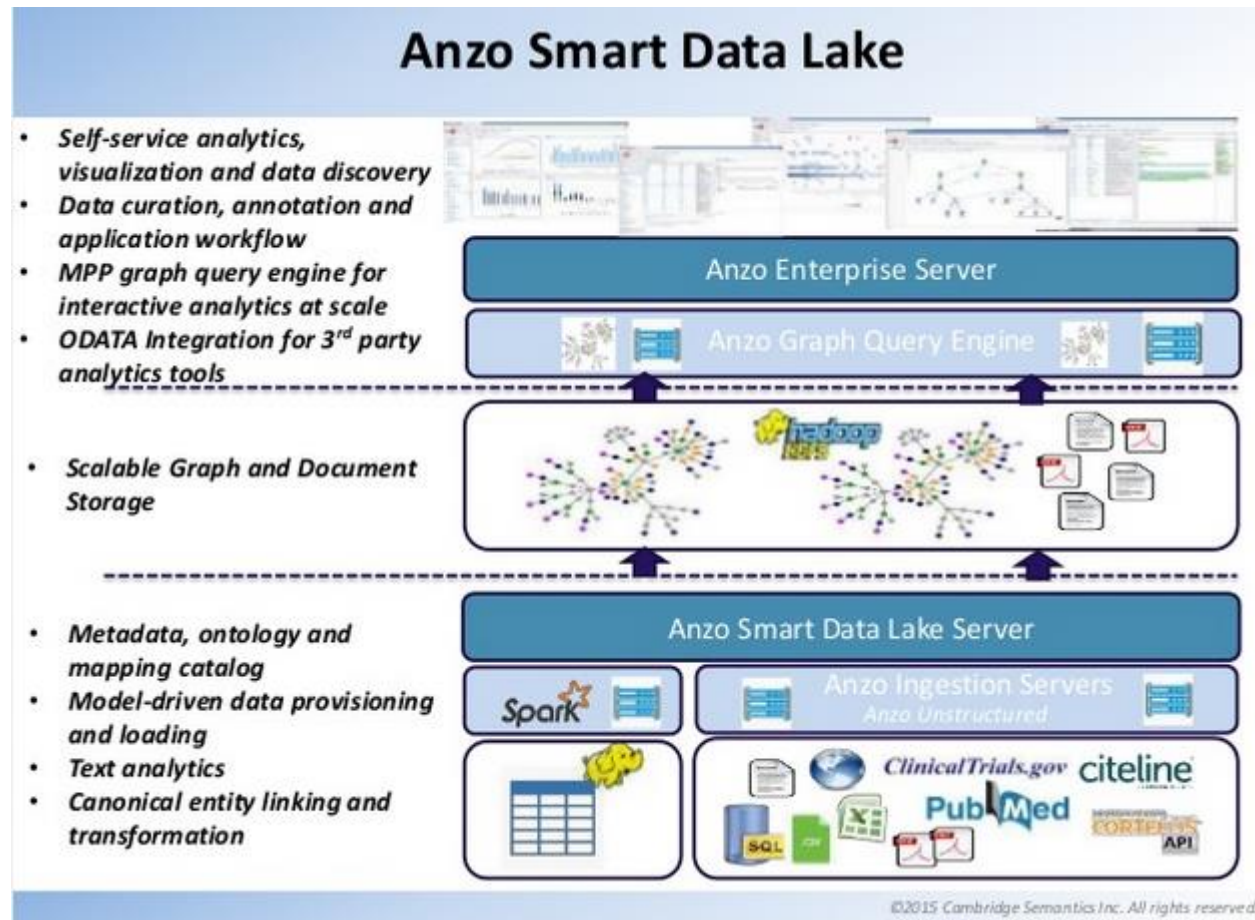 Anzo Smart Data Lake
• Self-service analytics,
visualization and data discovery
• Data curation, annotation and
application workflow
• MPP graph query engine for
interactive analytics at scale
• ODATA Integration for 3rd party
analytics tools
Anzo Enterprise Server
Anzo Graph Query Engine
• Scalable Graph and Document
Storage
hadoop
• Metadata, ontology and
mapping catalog
• Model-driven data provisioning
and loading
• Text analytics
• Canonical entity linking and
transformation
Anzo Smart Data Lake Server
Spark
Anzo Ingestion Servers
Anzo Unstructured
ClinicalTrials.gov
citeline
PubMed
SQL
API
©2015 Cambridge Semantics Inc. All rights reserved